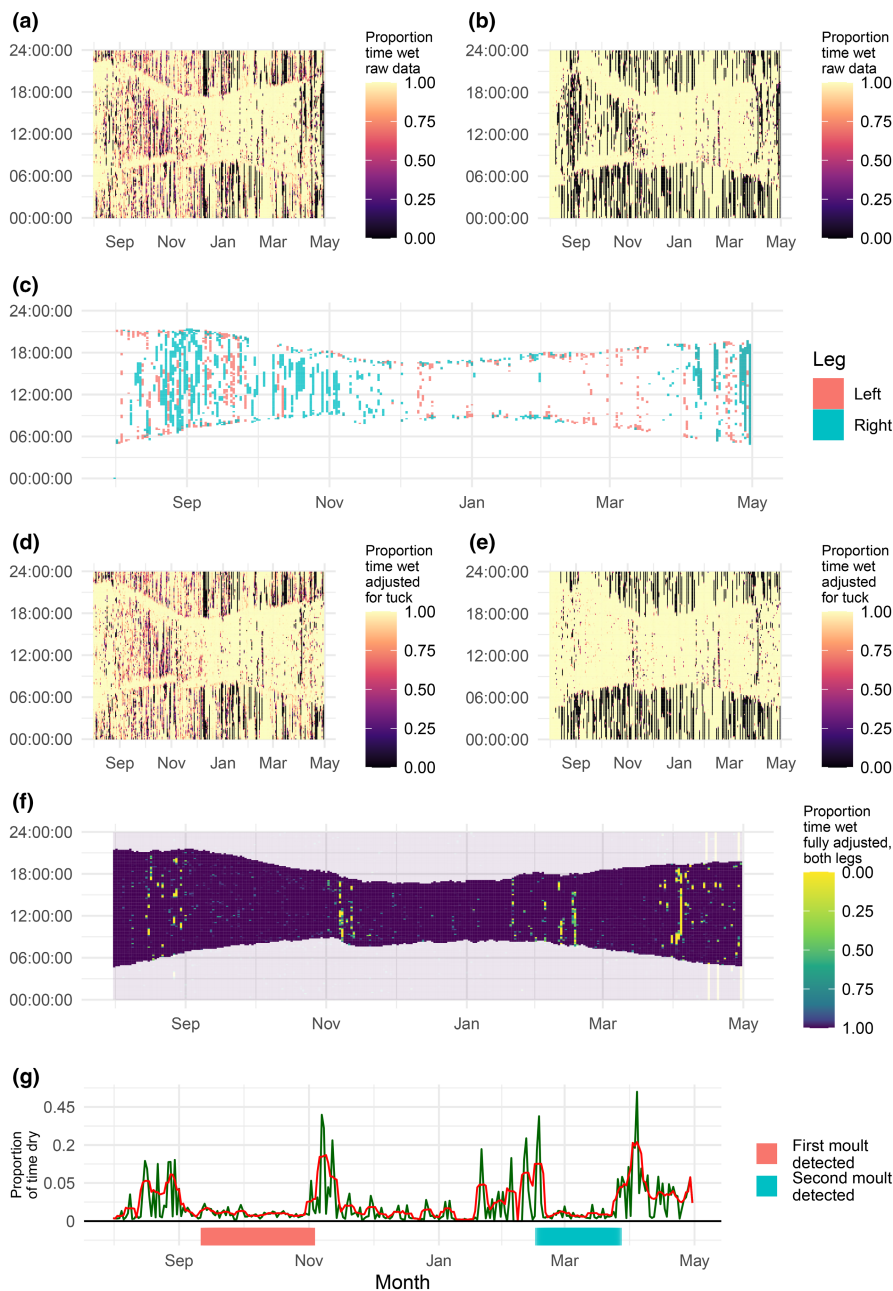 (a)
Proportion
time wet
raw data
24:00:00
18:00:00
12:00:00
06:00:00
00:00:00
Sep Nov Jan Mar May
1.00
0.75
0.50
0.25
0.00
(b)
Proportion
time wet
raw data
24:00:00
18:00:00
12:00:00
06:00:00
00:00:00
Sep Nov Jan Mar May
1.00
0.75
0.50
0.25
0.00
(c)
24:00:00
18:00:00
12:00:00
06:00:00
00:00:00
Sep Nov Jan Mar May
Leg
Left
Right
(d)
Proportion
time wet
adjusted
for tuck
24:00:00
18:00:00
12:00:00
06:00:00
00:00:00
Sep Nov Jan Mar May
1.00
0.75
0.50
0.25
0.00
(e)
Proportion
time wet
adjusted
for tuck
24:00:00
18:00:00
12:00:00
06:00:00
00:00:00
Sep Nov Jan Mar May
1.00
0.75
0.50
0.25
0.00
(f)
24:00:00
18:00:00
12:00:00
06:00:00
00:00:00
Sep Nov Jan Mar May
Proportion
time wet
fully adjusted,
both legs
0.00
0.25
0.50
0.75
1.00
(g)
Proportion
of time dry
0.45
0.2
0.05
0
Sep Nov Jan Mar May
Month
First moult
detected
Second moult
detected